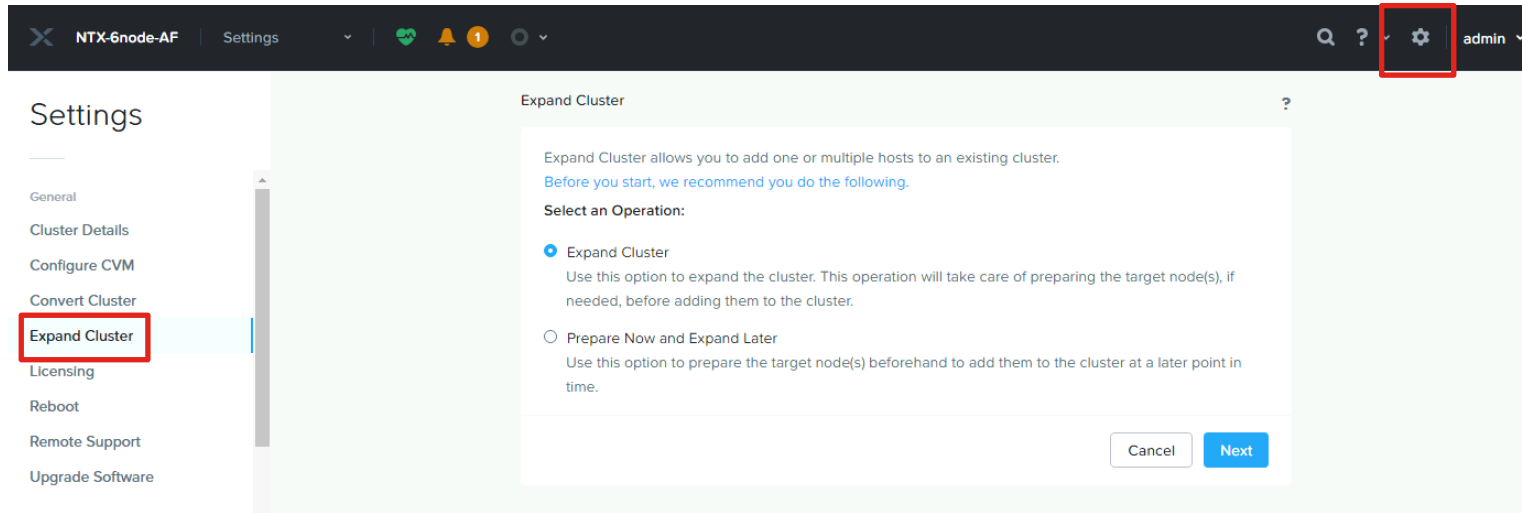 NTX-6node-AF Settings 1 ? admin
Settings
General
Cluster Details
Configure CVM
Convert Cluster
Expand Cluster
Licensing
Reboot
Remote Support
Upgrade Software
Expand Cluster ?
Expand Cluster allows you to add one or multiple hosts to an existing cluster.
Before you start, we recommend you do the following.
Select an Operation:
Expand Cluster
Use this option to expand the cluster. This operation will take care of preparing the target node(s), if
needed, before adding them to the cluster.
Prepare Now and Expand Later
Use this option to prepare the target node(s) beforehand to add them to the cluster at a later point in
time.
Cancel Next